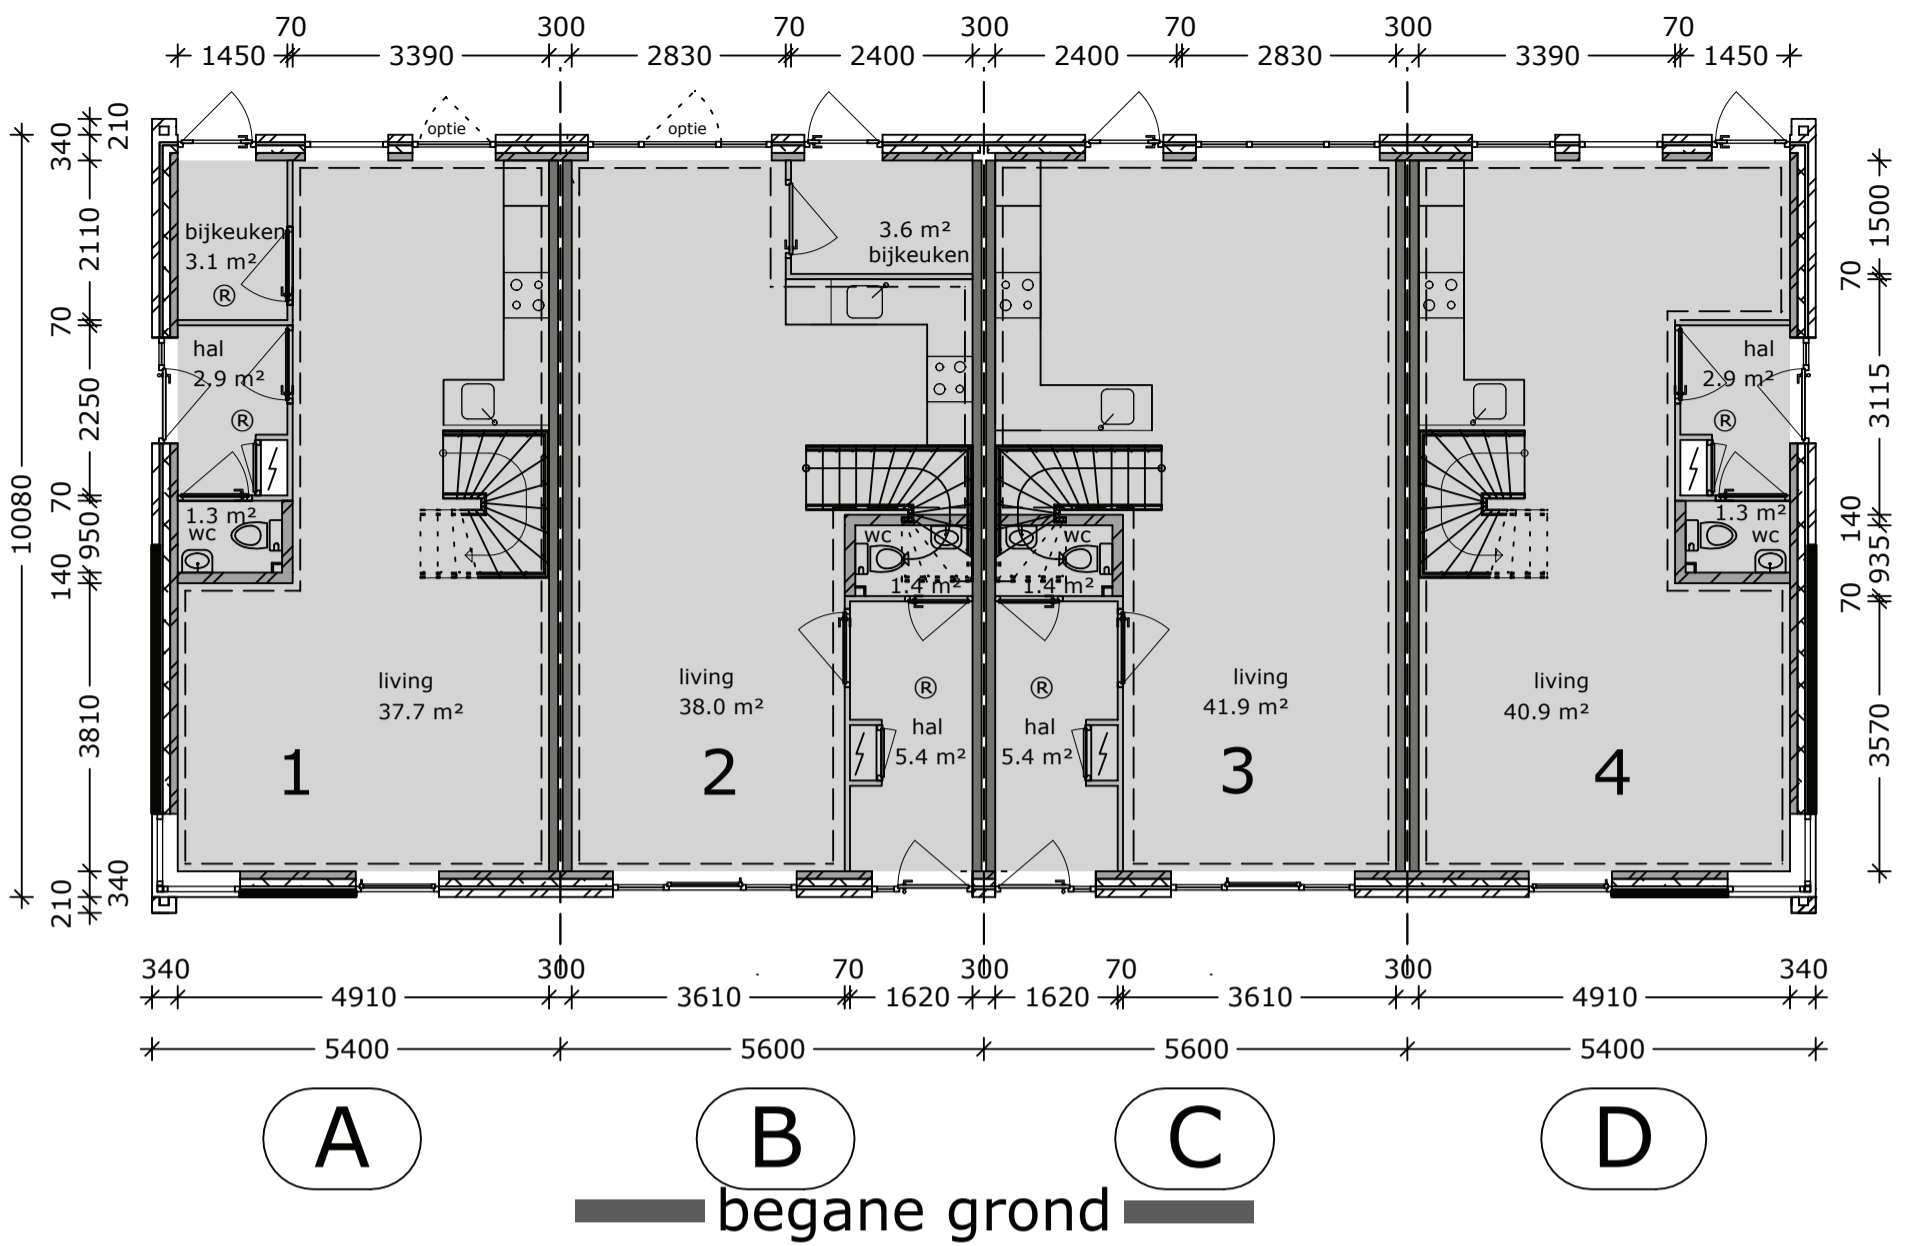 70 300 70 300 70 300 70
1450 3390 2830 2400 2400 2830 3390 1450
340 210
optie optie
2110
1500
bijkeuken
3.1 m²
®
3.6 m²
bijkeuken
70
70
hal
2.9 m²
®
hal
2.9 m²
®
2250
3115
10080
70
1.3 m²
wc
1.3 m²
wc
950
140
140
935
70
wc wc
1.4 m² 1.4 m²
living
37.7 m²
living
38.0 m²
® ®
living
41.9 m²
living
40.9 m²
hal
5.4 m²
hal
5.4 m²
3810
3570
1 2 3 4
210 340
340 300 70 300 70 300 340
4910 3610 1620 1620 3610 4910
5400 5600 5600 5400
A B C D
begane grond